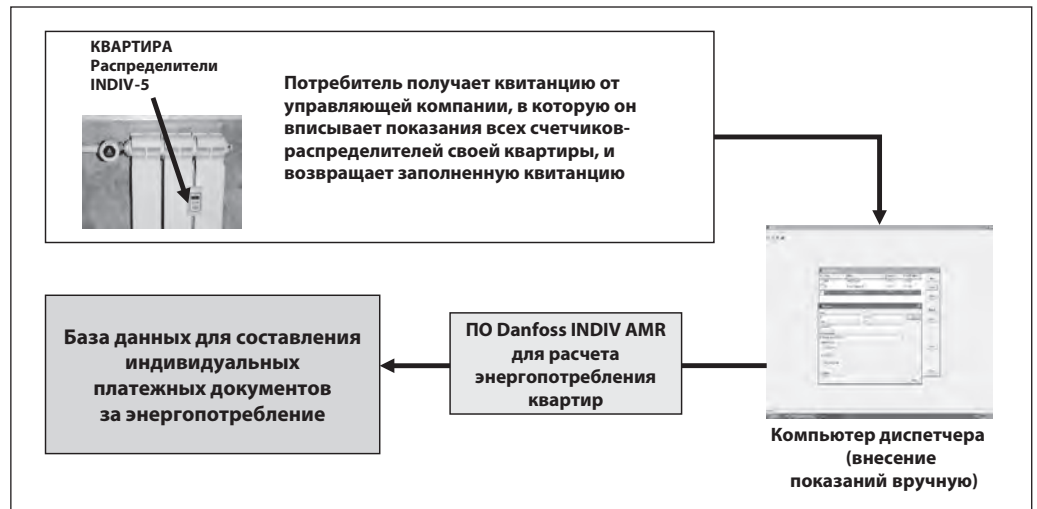 КВАРТИРА
Распределители
INDIV-5
Потребитель получает квитанцию от
управляющей компании, в которую он
вписывает показания всех счетчиков-
распределителей своей квартиры, и
возвращает заполненную квитанцию
База данных для составления
индивидуальных
платежных документов
за энергопотребление
ПО Danfoss INDIV AMR
для расчета
энергопотребления
квартир
Компьютер диспетчера
(внесение
показаний вручную)